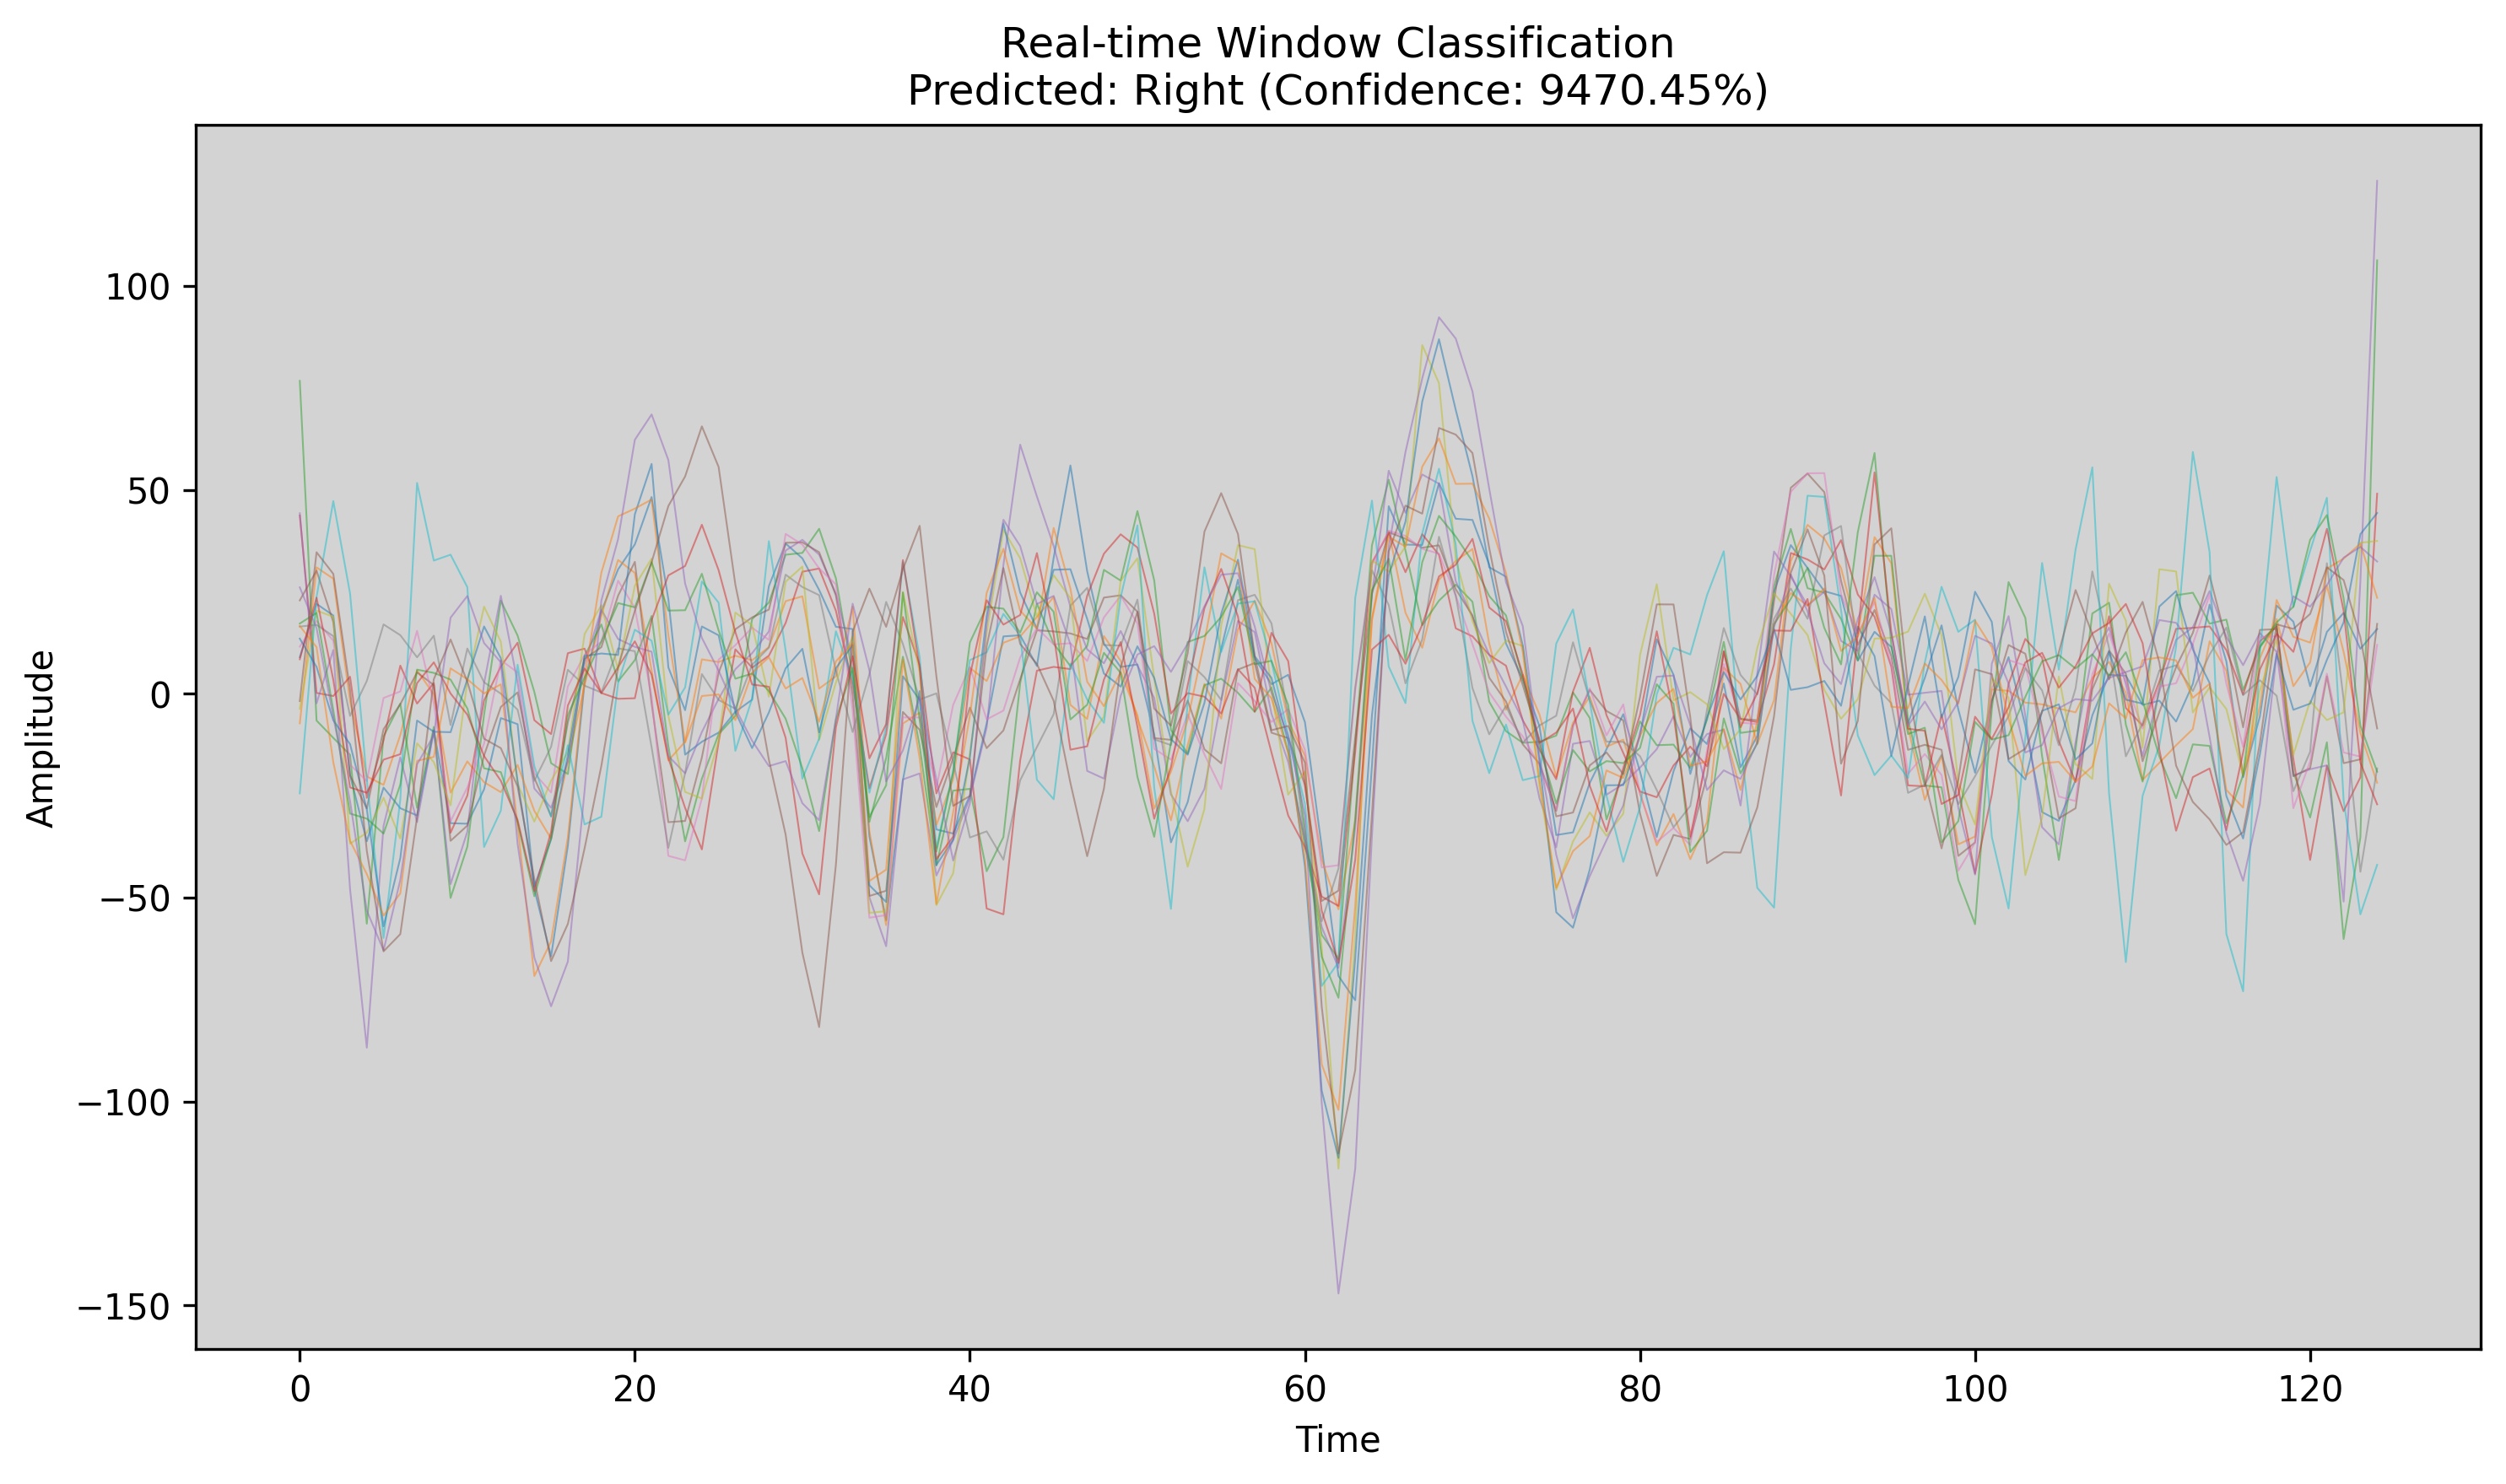 Real-time Window Classification
Predicted: Right (Confidence: 9470.45%)
Amplitude
100
50
0
−50
−100
−150
0 20 40 60 80 100 120
Time